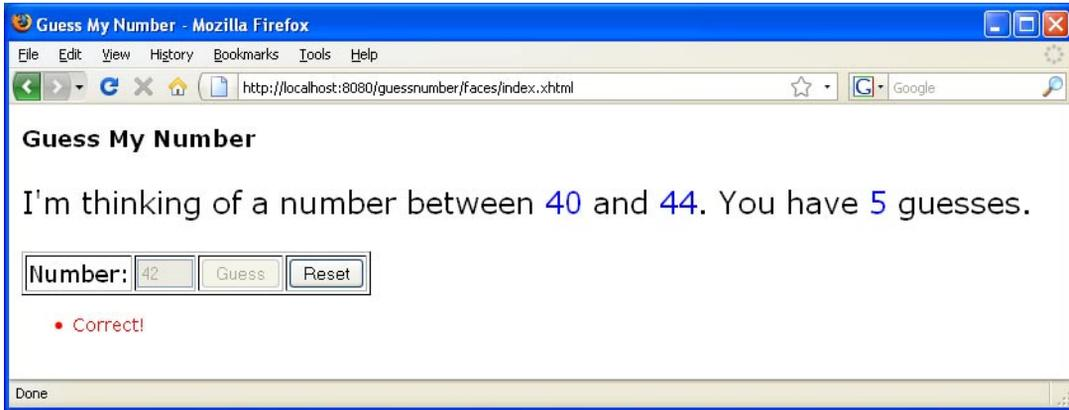 Guess My Number - Mozilla Firefox
File Edit View History Bookmarks Tools Help
http://localhost:8080/guessnumber/faces/index.xhtml G Google
Guess My Number
I'm thinking of a number between 40 and 44. You have 5 guesses.
Number: 42 Guess Reset
• Correct!
Done